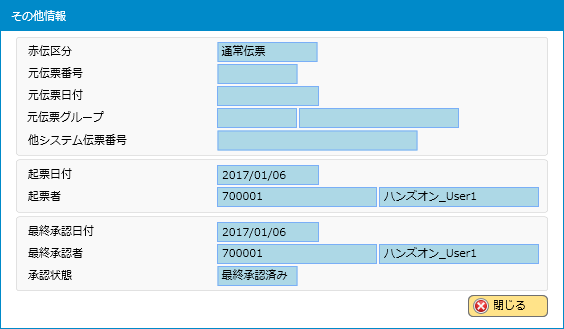 その他情報
赤伝区分 通常伝票
元伝票番号
元伝票日付
元伝票グループ
他システム伝票番号
起票日付 2017/01/06
起票者 700001 ハンズオン_User1
最終承認日付 2017/01/06
最終承認者 700001 ハンズオン_User1
承認状態 最終承認済み
閉じる